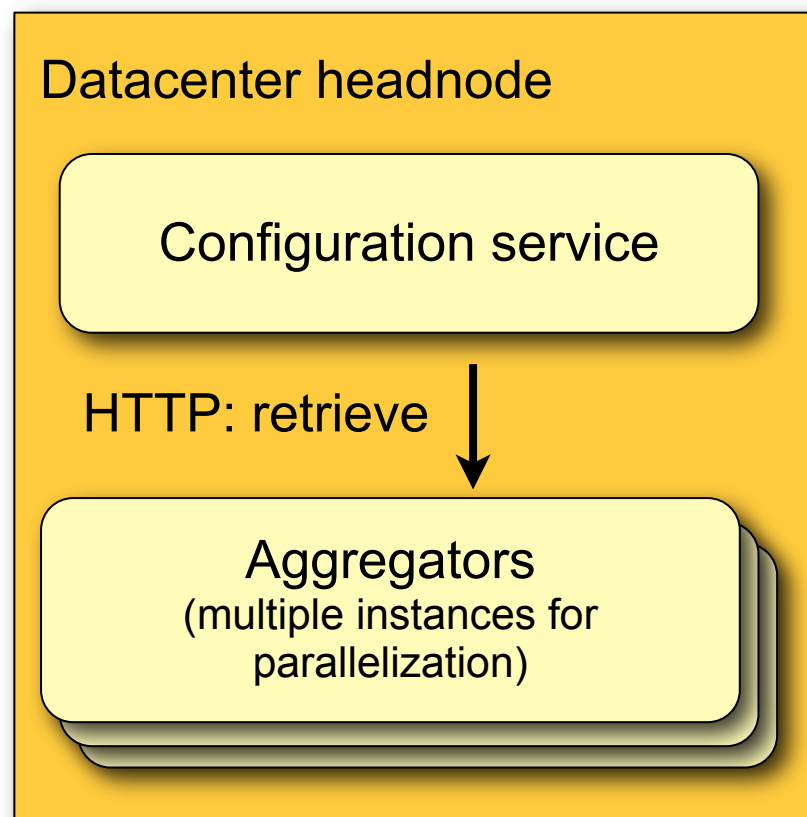 Datacenter headnode
Configuration service
HTTP: retrieve
Aggregators
(multiple instances for
parallelization)